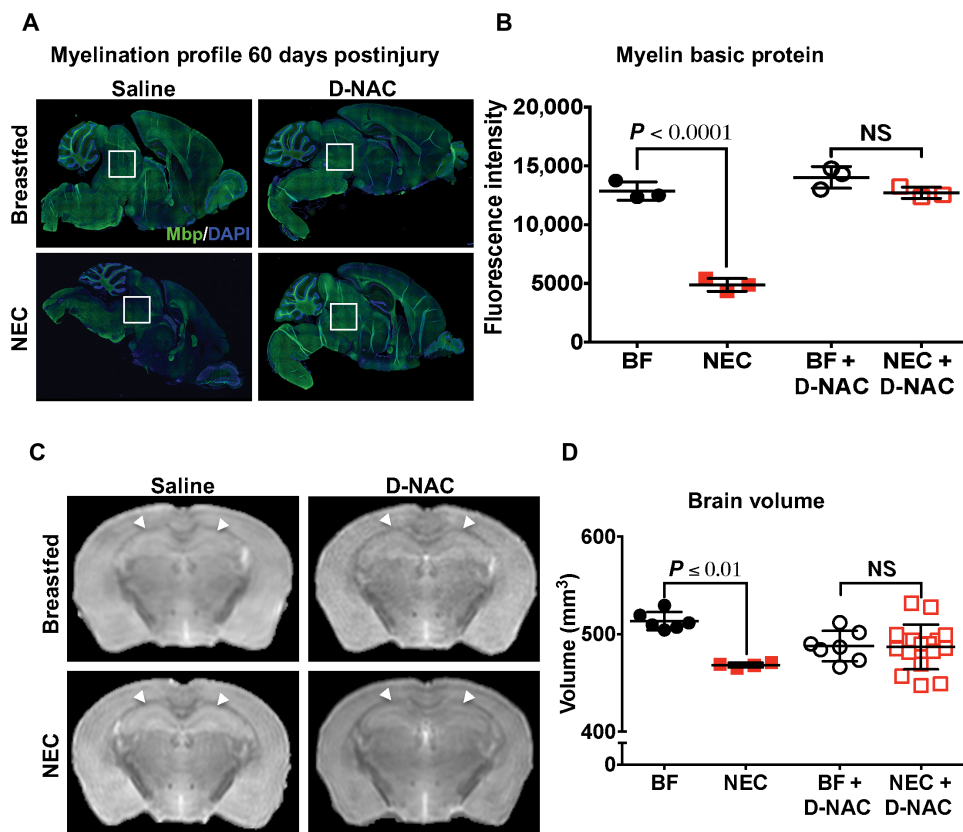 A
Myelination profile 60 days postinjury
Saline
D-NAC
Breastfed
NEC
Mbp/DAPI
B
Myelin basic protein
Fluorescence intensity
20,000
15,000
10,000
5000
0
P < 0.0001
NS
BF
NEC
BF +
D-NAC
NEC +
D-NAC
C
Saline
D-NAC
Breastfed
NEC
D
Brain volume
Volume (mm³)
600
500
400
0
P ≤ 0.01
NS
BF
NEC
BF +
D-NAC
NEC +
D-NAC